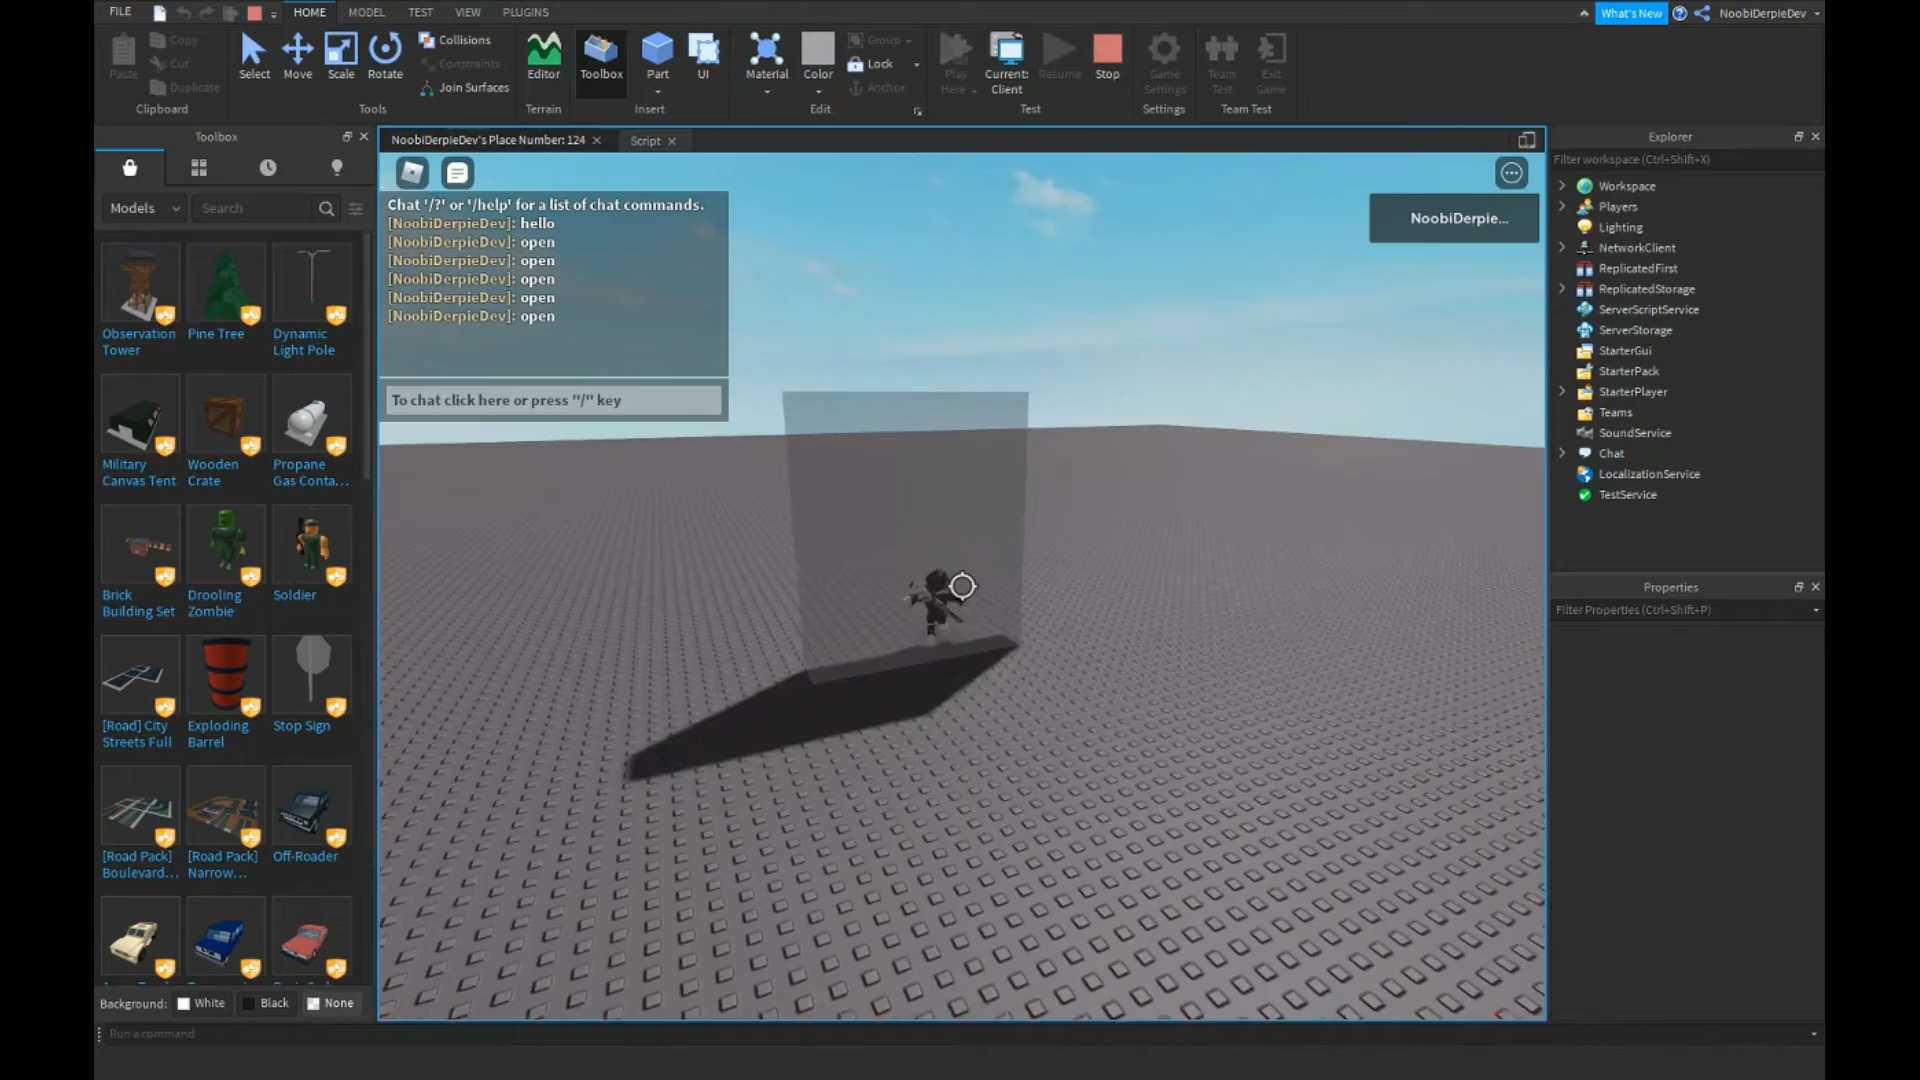 FILE
HOME
MODEL
TEST
VIEW
PLUGINS
What's New
NoobiDerpieDev
Paste
Copy
Cut
Duplicate
Clipboard
Select
Move
Scale
Rotate
Collisions
Constraints
Join Surfaces
Tools
Editor
Terrain
Toolbox
Part
UI
Insert
Material
Color
Group
Lock
Anchor
Edit
Play
Here
Current:
Client
Resume
Stop
Test
Game
Settings
Settings
Team
Test
Exit
Game
Team Test
Toolbox
Models
Search
Observation
Tower
Pine Tree
Dynamic
Light Pole
Military
Canvas Tent
Wooden
Crate
Propane
Gas Conta...
Brick
Building Set
Drooling
Zombie
Soldier
[Road] City
Streets Full
Exploding
Barrel
Stop Sign
[Road Pack]
Boulevard...
[Road Pack]
Narrow...
Off-Roader
Background:
White
Black
None
Run a command
NoobiDerpieDev's Place Number: 124
Script
Chat '/?' or '/help' for a list of chat commands.
[NoobiDerpieDev]: hello
[NoobiDerpieDev]: open
[NoobiDerpieDev]: open
[NoobiDerpieDev]: open
[NoobiDerpieDev]: open
[NoobiDerpieDev]: open
To chat click here or press "/" key
NoobiDerpie...
Explorer
Filter workspace (Ctrl+Shift+X)
Workspace
Players
Lighting
NetworkClient
ReplicatedFirst
ReplicatedStorage
ServerScriptService
ServerStorage
StarterGui
StarterPack
StarterPlayer
Teams
SoundService
Chat
LocalizationService
TestService
Properties
Filter Properties (Ctrl+Shift+P)